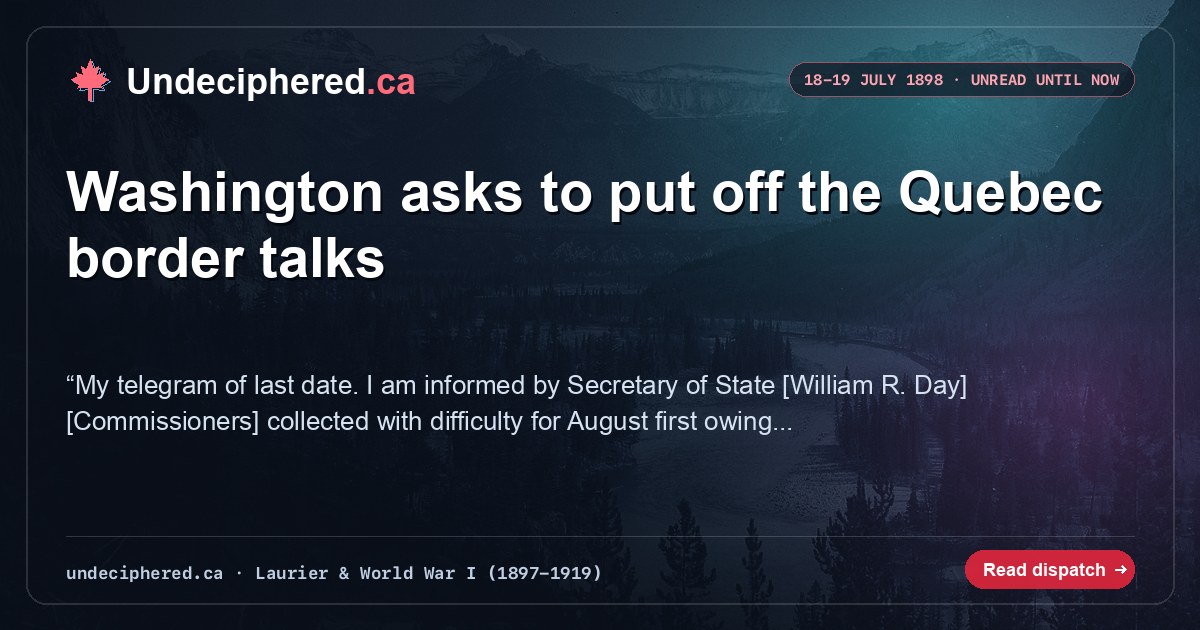 Undeciphered.ca
18–19 JULY 1898 · UNREAD UNTIL NOW
Washington asks to put off the Quebec
border talks
“My telegram of last date. I am informed by Secretary of State [William R. Day]
[Commissioners] collected with difficulty for August first owing...
undeciphered.ca · Laurier & World War I (1897–1919)
Read dispatch →